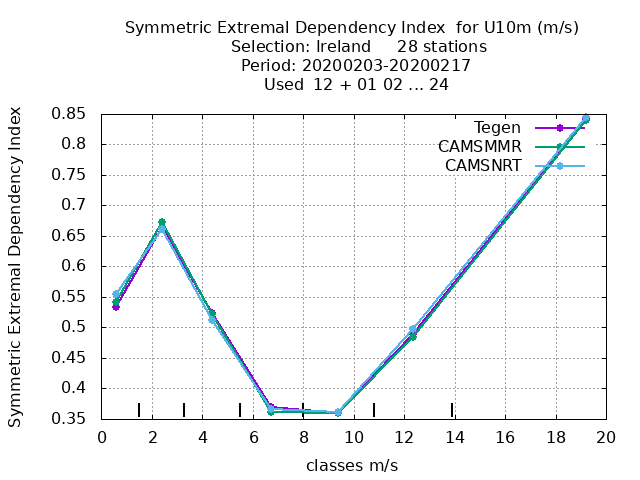 Symmetric Extremal Dependency Index for U10m (m/s)
Selection: Ireland 28 stations
Period: 20200203-20200217
Used 12 + 01 02 ... 24
Symmetric Extremal Dependency Index
0.85
0.8
0.75
0.7
0.65
0.6
0.55
0.5
0.45
0.4
0.35
Tegen
CAMSMMR
CAMSNRT
0 2 4 6 8 10 12 14 16 18 20
classes m/s